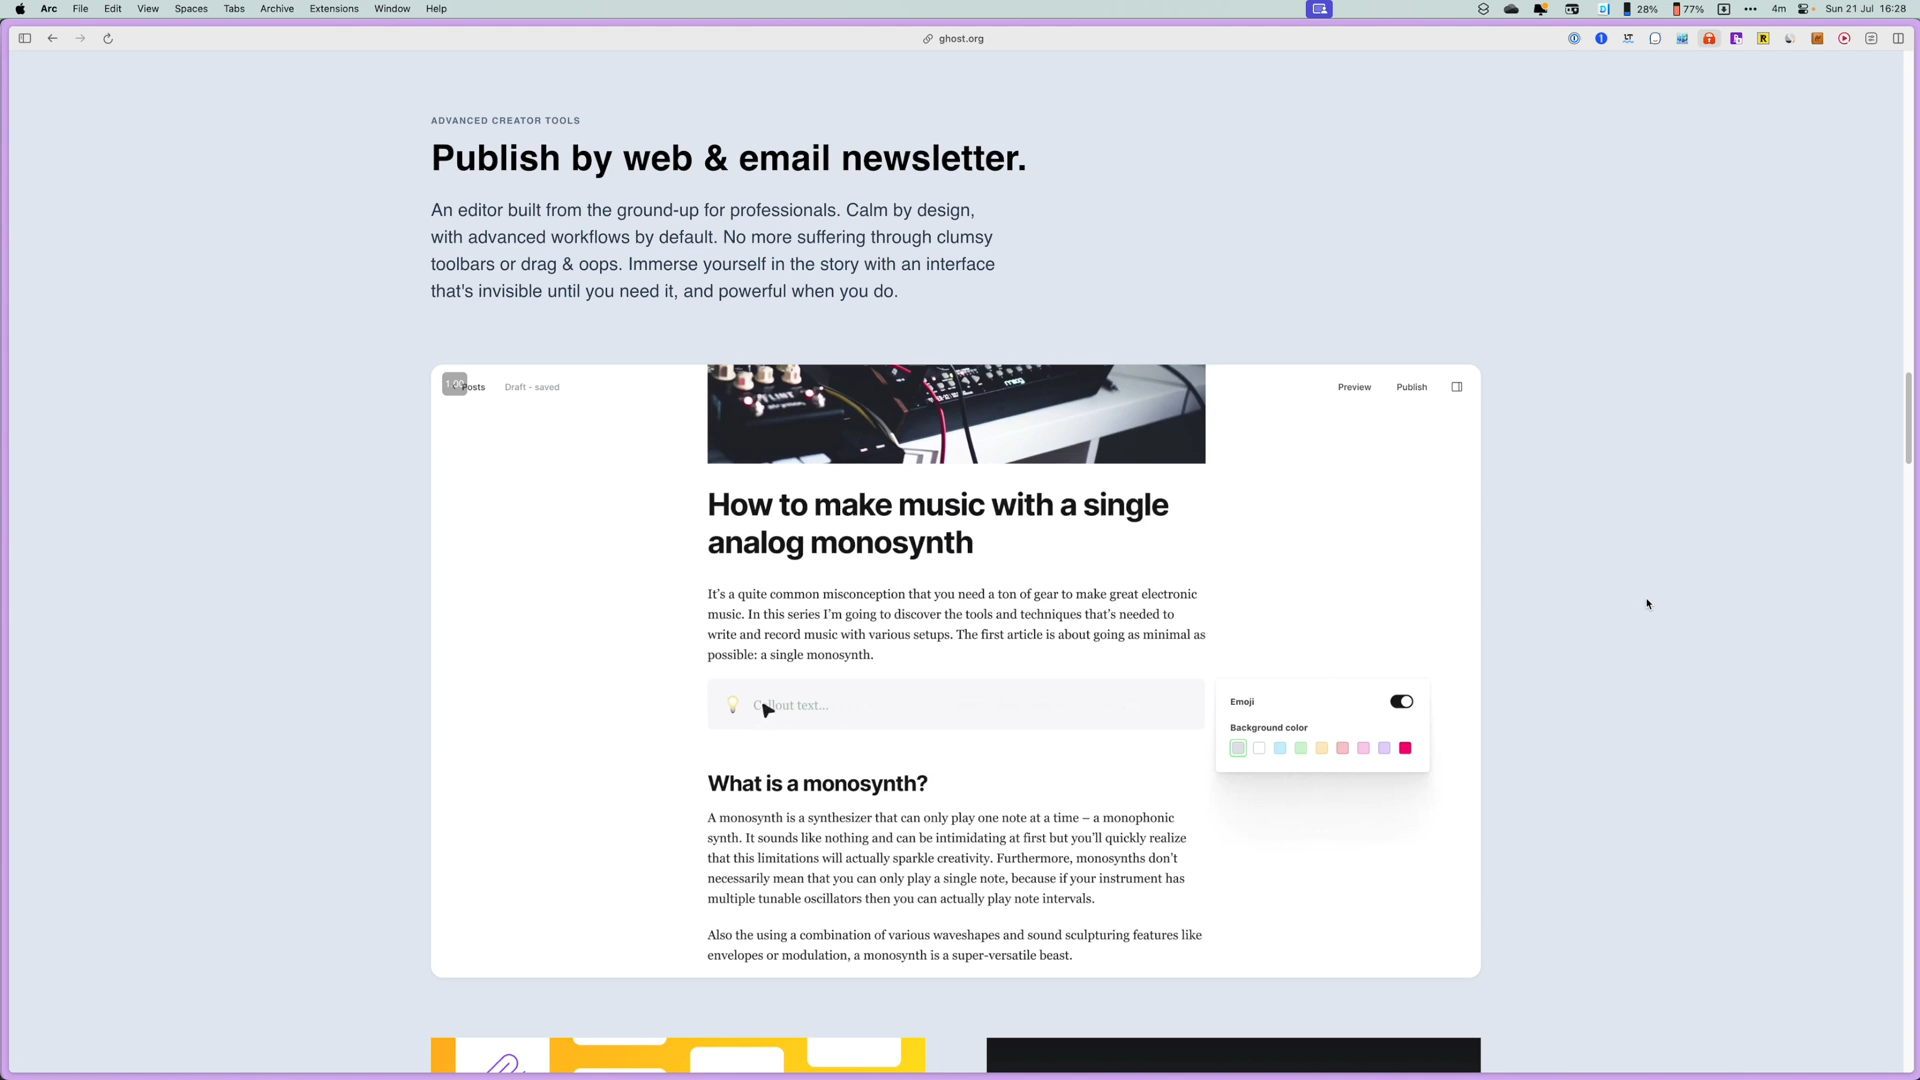 Arc File Edit View Spaces Tabs Archive Extensions Window Help
28% 77% 4m Sun 21 Jul 16:28
ghost.org
ADVANCED CREATOR TOOLS
Publish by web & email newsletter.
An editor built from the ground-up for professionals. Calm by design,
with advanced workflows by default. No more suffering through clumsy
toolbars or drag & oops. Immerse yourself in the story with an interface
that's invisible until you need it, and powerful when you do.
1.00 Posts Draft - saved Preview Publish
moog
How to make music with a single
analog monosynth
It’s a quite common misconception that you need a ton of gear to make great electronic
music. In this series I’m going to discover the tools and techniques that’s needed to
write and record music with various setups. The first article is about going as minimal as
possible: a single monosynth.
Callout text...
Emoji
Background color
What is a monosynth?
A monosynth is a synthesizer that can only play one note at a time – a monophonic
synth. It sounds like nothing and can be intimidating at first but you’ll quickly realize
that this limitations will actually sparkle creativity. Furthermore, monosynths don’t
necessarily mean that you can only play a single note, because if your instrument has
multiple tunable oscillators then you can actually play note intervals.
Also the using a combination of various waveshapes and sound sculpturing features like
envelopes or modulation, a monosynth is a super-versatile beast.